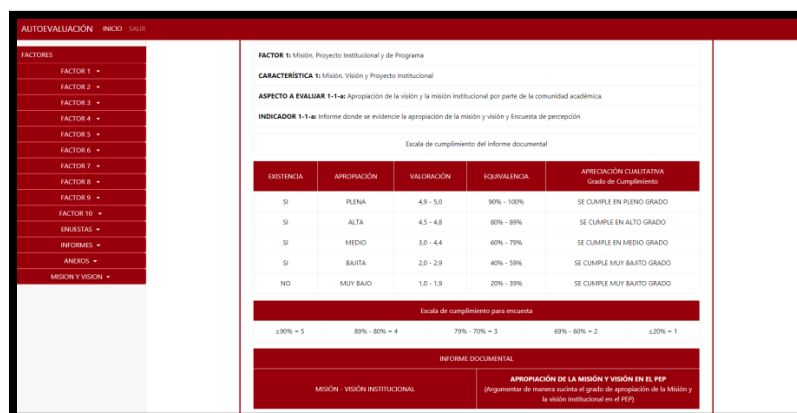 AUTOEVALUACIÓN INICIO SALIR
FACTORES
FACTOR 1
FACTOR 2
FACTOR 3
FACTOR 4
FACTOR 5
FACTOR 6
FACTOR 7
FACTOR 8
FACTOR 9
FACTOR 10
ENUESTAS
INFORMES
ANEXOS
MISION Y VISION
FACTOR 1: Misión, Proyecto Institucional y de Programa
CARACTERÍSTICA 1: Misión, Visión y Proyecto Institucional
ASPECTO A EVALUAR 1-1-a: Apropiación de la visión y la misión institucional por parte de la comunidad académica.
INDICADOR 1-1-a: Informe donde se evidencie la apropiación de la misión y visión y Encuesta de percepción
Escala de cumplimiento del informe documental
EXISTENCIA APROPIACIÓN VALORACIÓN EQUIVALENCIA APRECIACIÓN CUALITATIVA
Grado de Cumplimiento
SI PLENA 4,9 - 5,0 90% - 100% SE CUMPLE EN PLENO GRADO
SI ALTA 4,5 - 4,8 80% - 89% SE CUMPLE EN ALTO GRADO
SI MEDIO 3,0 - 4,4 60% - 79% SE CUMPLE EN MEDIO GRADO
SI BAJITA 2,0 - 2,9 40% - 59% SE CUMPLE MUY BAJITO GRADO
NO MUY BAJO 1,0 - 1,9 20% - 39% SE CUMPLE MUY BAJITO GRADO
Escala de cumplimiento para encuesta
≥90% = 5 89% - 80% = 4 79% - 70% = 3 69% - 60% = 2 ≤20% = 1
INFORME DOCUMENTAL
MISIÓN - VISIÓN INSTITUCIONAL
APROPIACIÓN DE LA MISIÓN Y VISIÓN EN EL PEP
(Argumentar de manera sucinta el grado de apropiación de la Misión y
la visión institucional en el PEP)